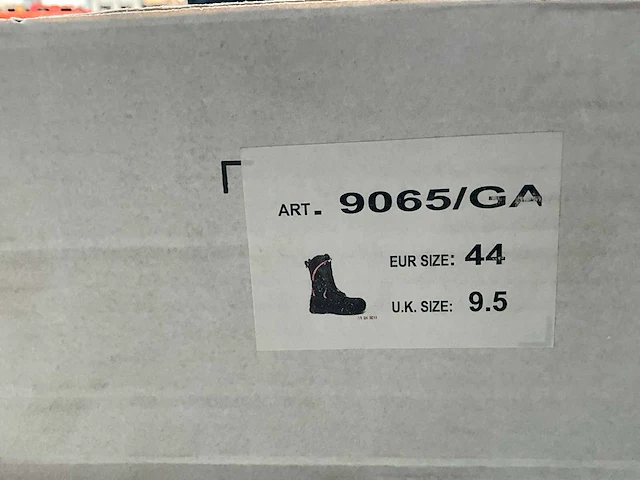 ART. 9065/GA
EUR SIZE: 44
U.K. SIZE: 9.5